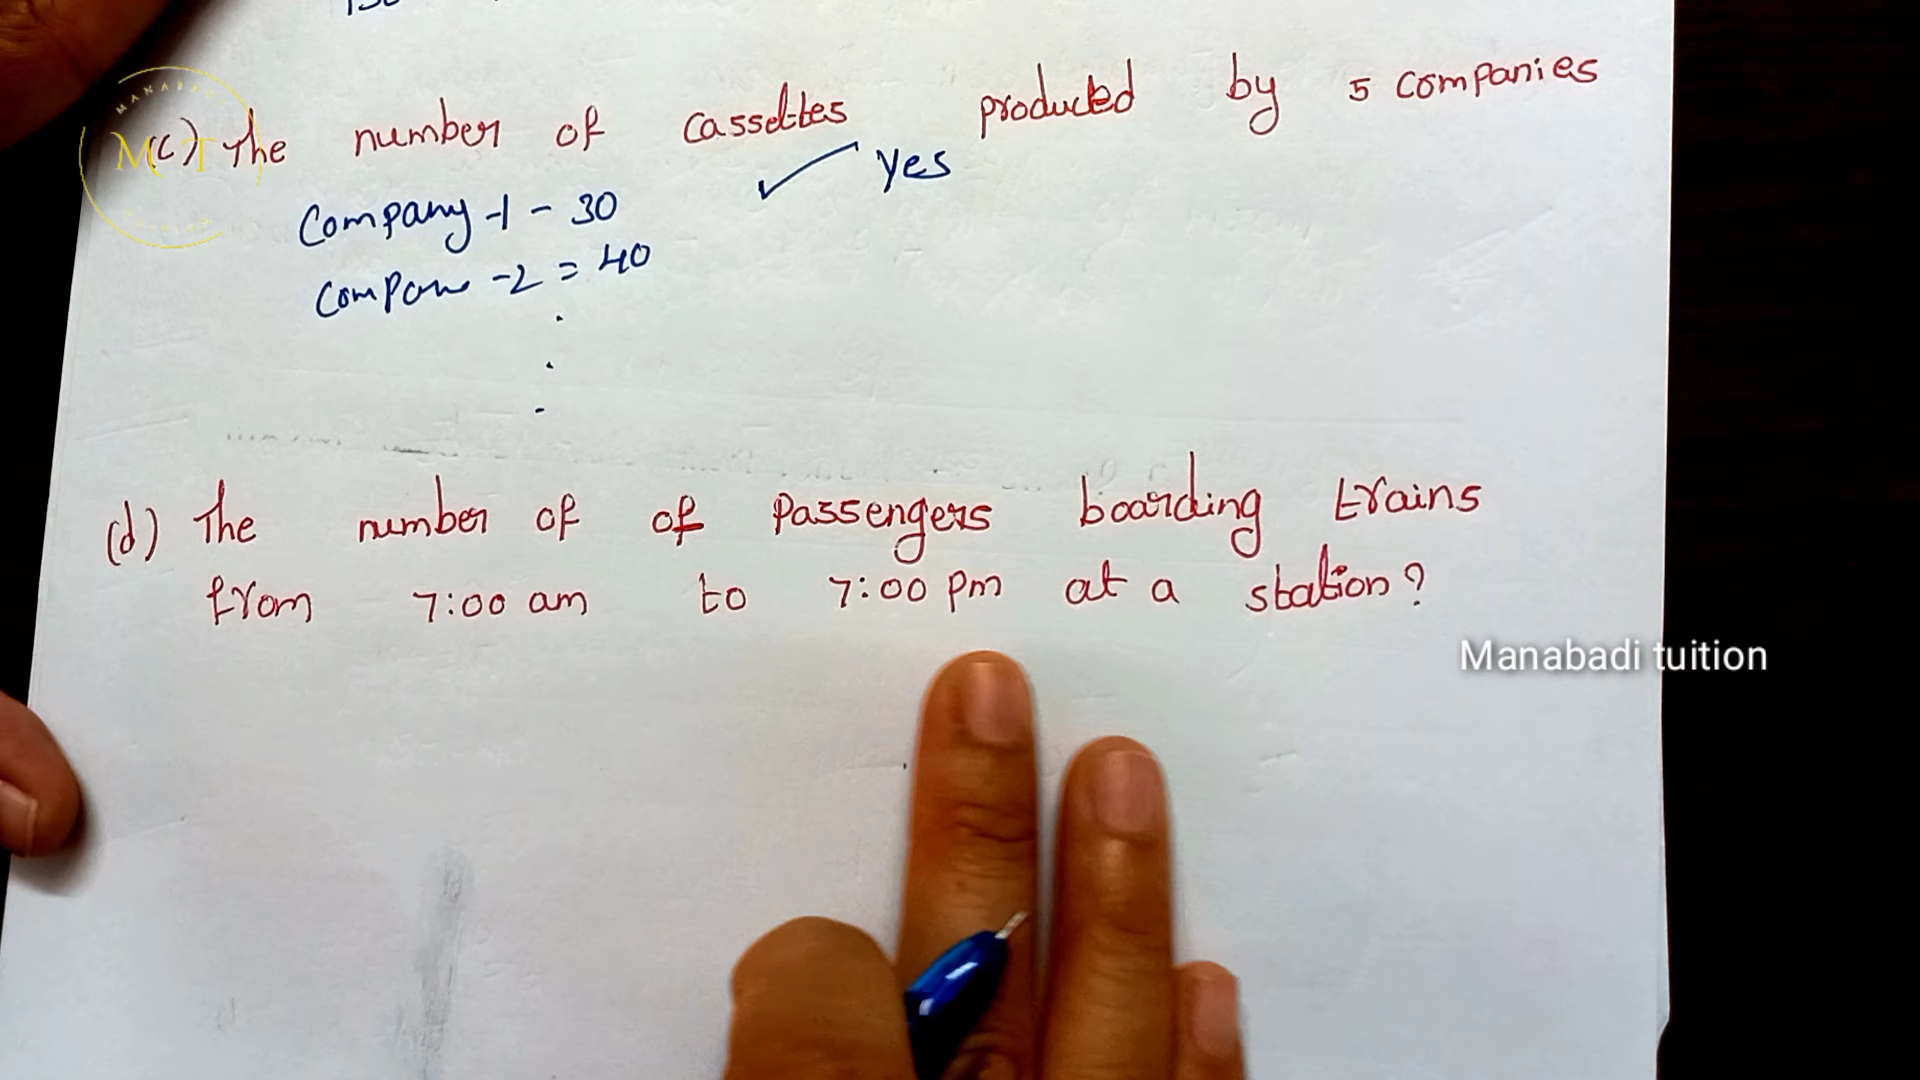 (c) The number of cassettes produced by 5 companies
yes
Company -1 - 30
-2 = 40
(d) The number of of passengers boarding trains
from 7:00 am to 7:00 pm at a station?
Manabadi tuition
MT